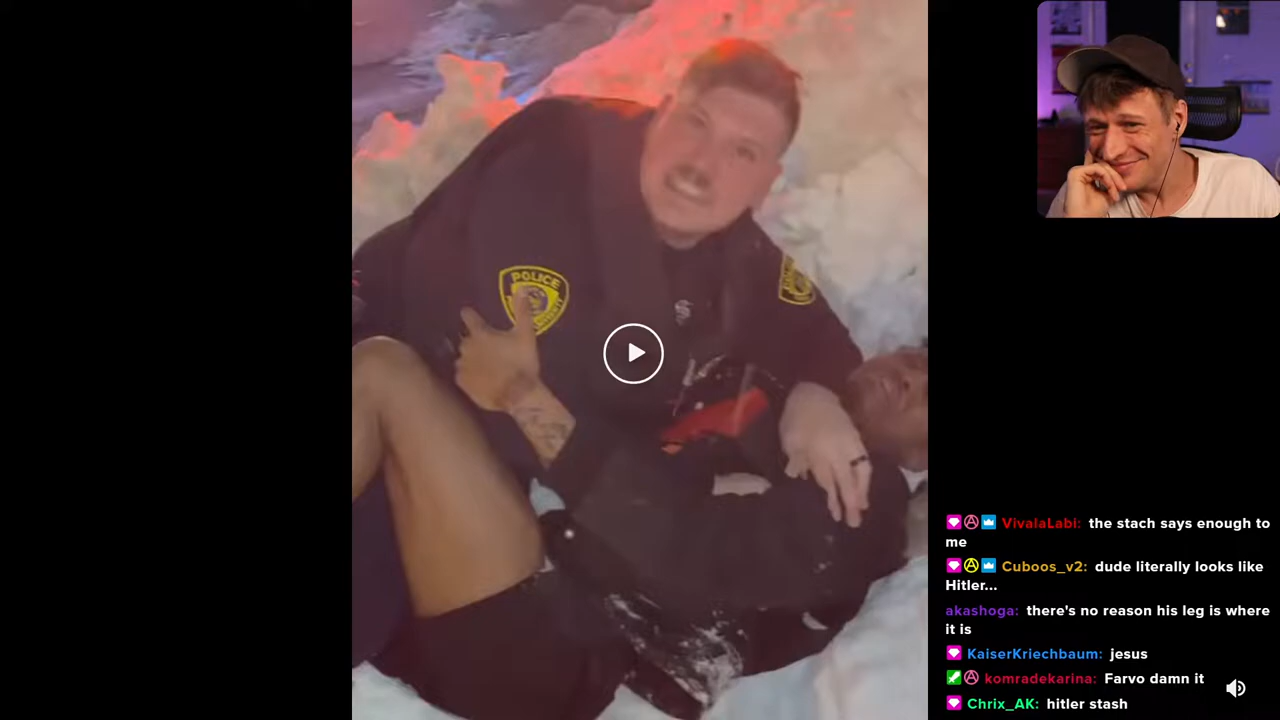 POLICE
VivalaLabi: the stach says enough to
me
Cuboos_v2: dude literally looks like
Hitler...
akashoga: there's no reason his leg is where
it is
KaiserKriechbaum: jesus
komradekarina: Farvo damn it
Chrix_AK: hitler stash